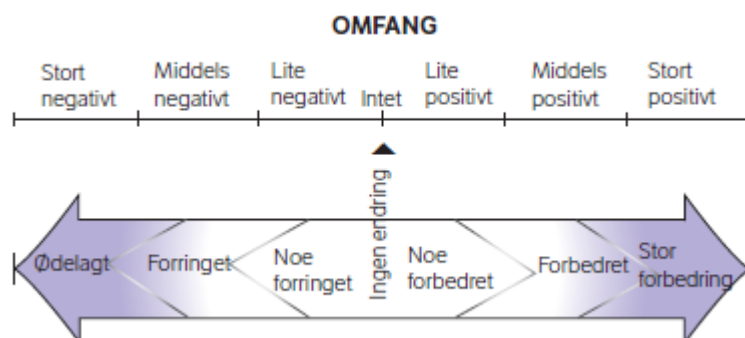 OMFANG
Stort
negativt
Middels
negativt
Lite
negativt
Intet
Lite
positivt
Middels
positivt
Stort
positivt
Ødelagt
Forringet
Noe
forringet
Ingen endring
Noe
forbedret
Forbedret
Stor
forbedring